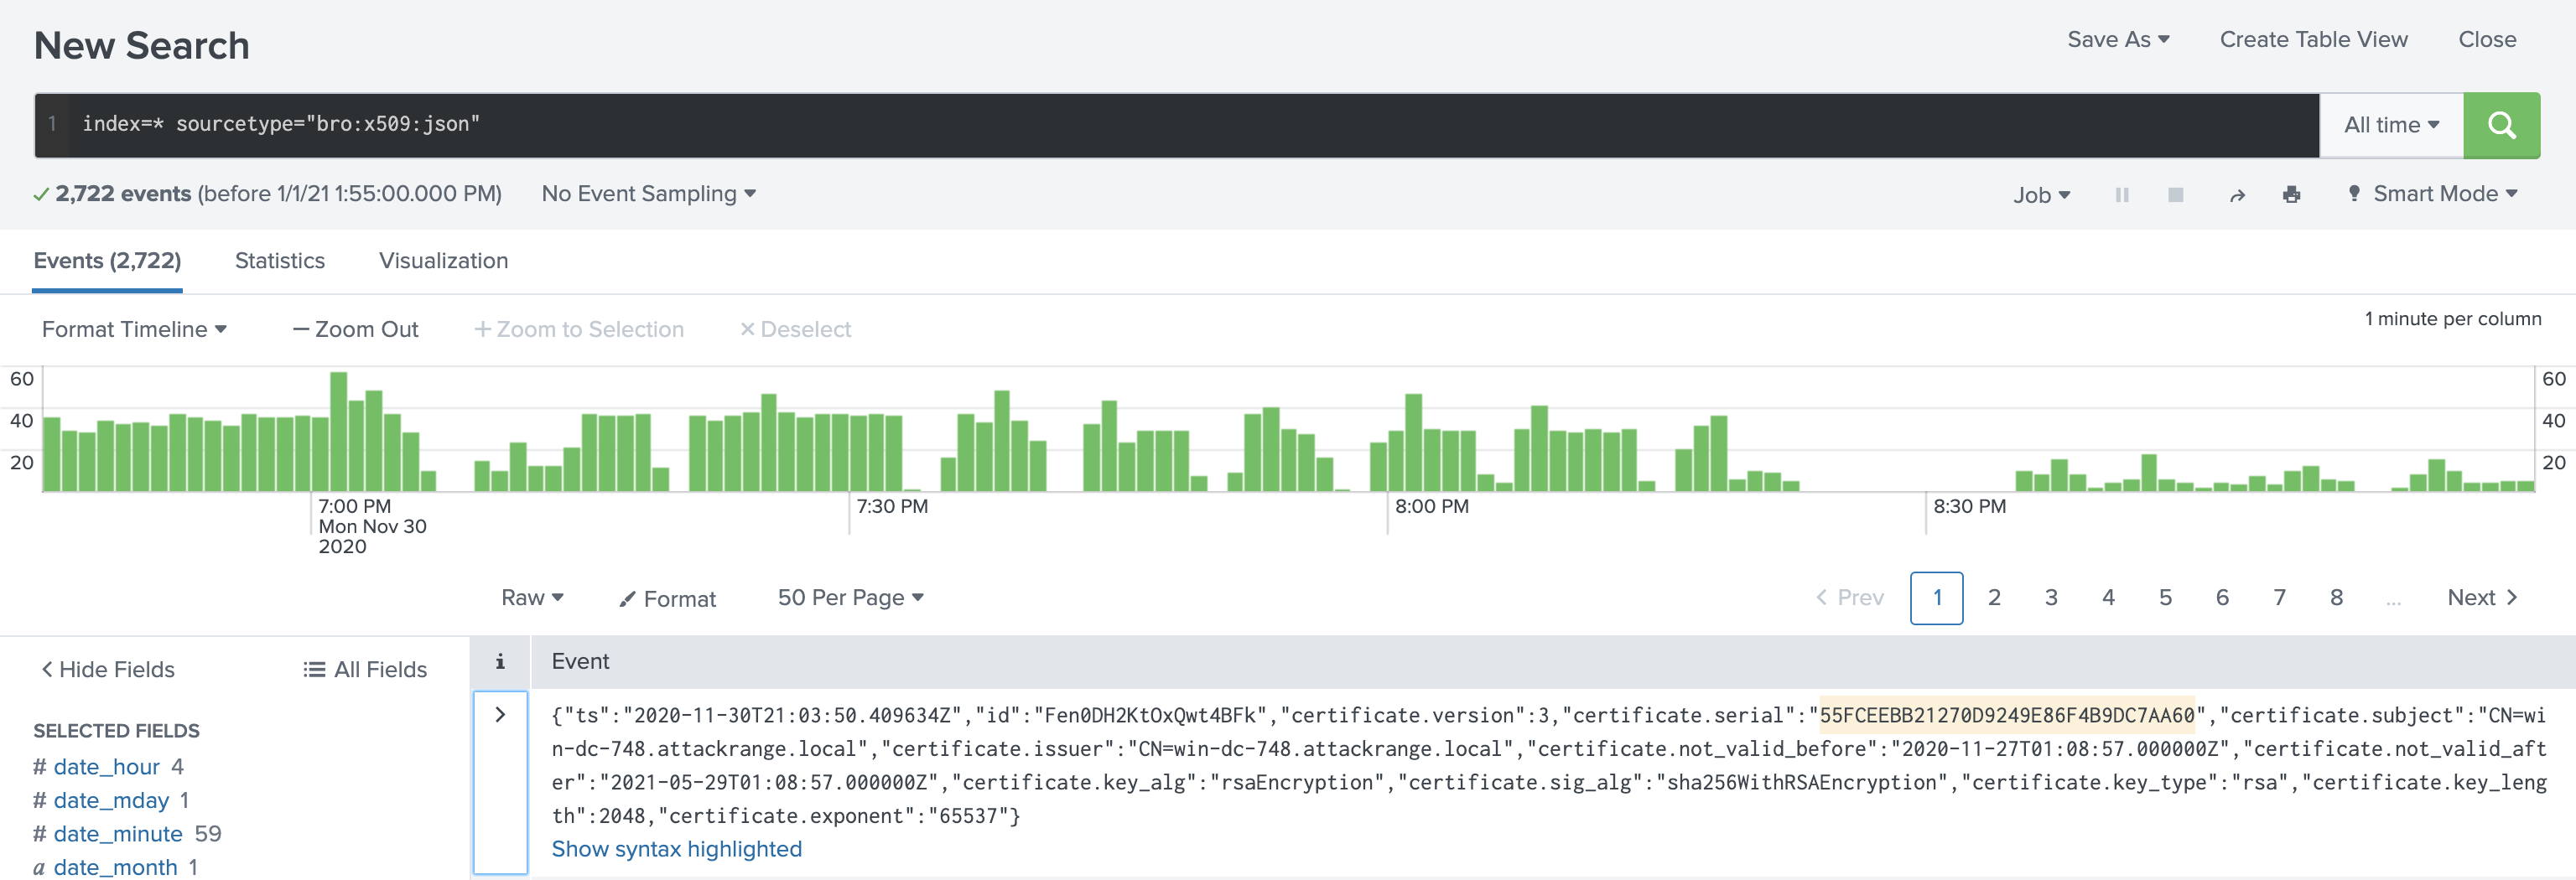 New Search
Save As
Create Table View
Close
1 index=* sourcetype="bro:x509:json"
All time
2,722 events (before 1/1/21 1:55:00.000 PM)
No Event Sampling
Job
Smart Mode
Events (2,722)
Statistics
Visualization
Format Timeline
— Zoom Out
+ Zoom to Selection
× Deselect
1 minute per column
60
40
20
60
40
20
7:00 PM
Mon Nov 30
2020
7:30 PM
8:00 PM
8:30 PM
Raw
Format
50 Per Page
< Prev
1
2
3
4
5
6
7
8
...
Next >
< Hide Fields
All Fields
i
Event
SELECTED FIELDS
# date_hour 4
# date_mday 1
# date_minute 59
a date_month 1
>
{"ts":"2020-11-30T21:03:50.409634Z","id":"Fen0DH2KtOxQwt4BFk","certificate.version":3,"certificate.serial":"55FCEEBB21270D9249E86F4B9DC7AA60","certificate.subject":"CN=wi
n-dc-748.attackrange.local","certificate.issuer":"CN=win-dc-748.attackrange.local","certificate.not_valid_before":"2020-11-27T01:08:57.000000Z","certificate.not_valid_aft
er":"2021-05-29T01:08:57.000000Z","certificate.key_alg":"rsaEncryption","certificate.sig_alg":"sha256WithRSAEncryption","certificate.key_type":"rsa","certificate.key_leng
th":2048,"certificate.exponent":"65537"}
Show syntax highlighted